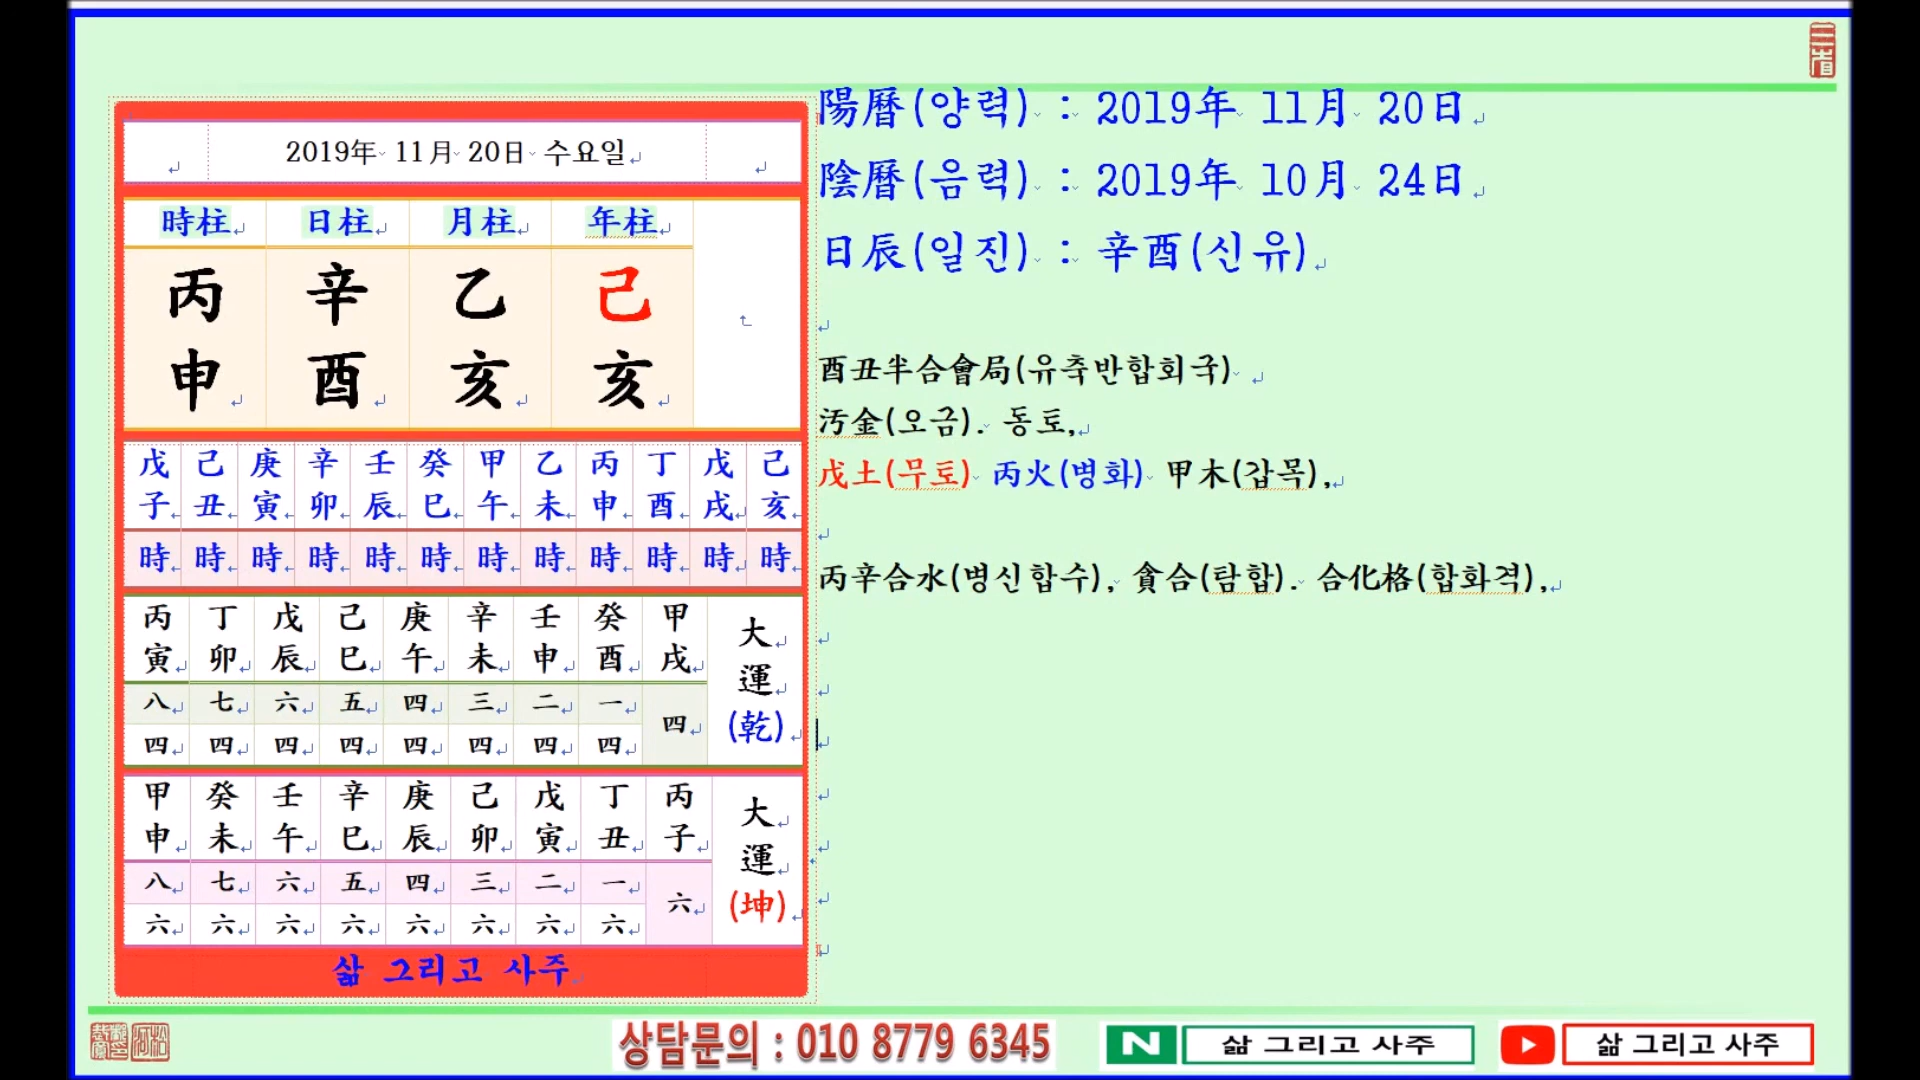 2019年 11月 20日 수요일
時柱 日柱 月柱 年柱
丙 辛 乙 己
申 酉 亥 亥
戊 己 庚 辛 壬 癸 甲 乙 丙 丁 戊 己
子 丑 寅 卯 辰 巳 午 未 申 酉 戌 亥
時 時 時 時 時 時 時 時 時 時 時 時
丙 丁 戊 己 庚 辛 壬 癸 甲
寅 卯 辰 巳 午 未 申 酉 戌
八 七 六 五 四 三 二 一 四
四 四 四 四 四 四 四 四
大
運
(乾)
甲 癸 壬 辛 庚 己 戊 丁 丙
申 未 午 巳 辰 卯 寅 丑 子
八 七 六 五 四 三 二 一 六
六 六 六 六 六 六 六 六
大
運
(坤)
삶 그리고 사주
陽曆(양력) : 2019年 11月 20日
陰曆(음력) : 2019年 10月 24日
日辰(일진) : 辛酉(신유)
酉丑半合會局(유축반합회국)
汚金(오금). 동토,
戊土(무토) 丙火(병화) 甲木(갑목),
丙辛合水(병신합수), 貪合(탐합). 合化格(합화격),
상담문의 : 010 8779 6345
N 삶 그리고 사주
삶 그리고 사주